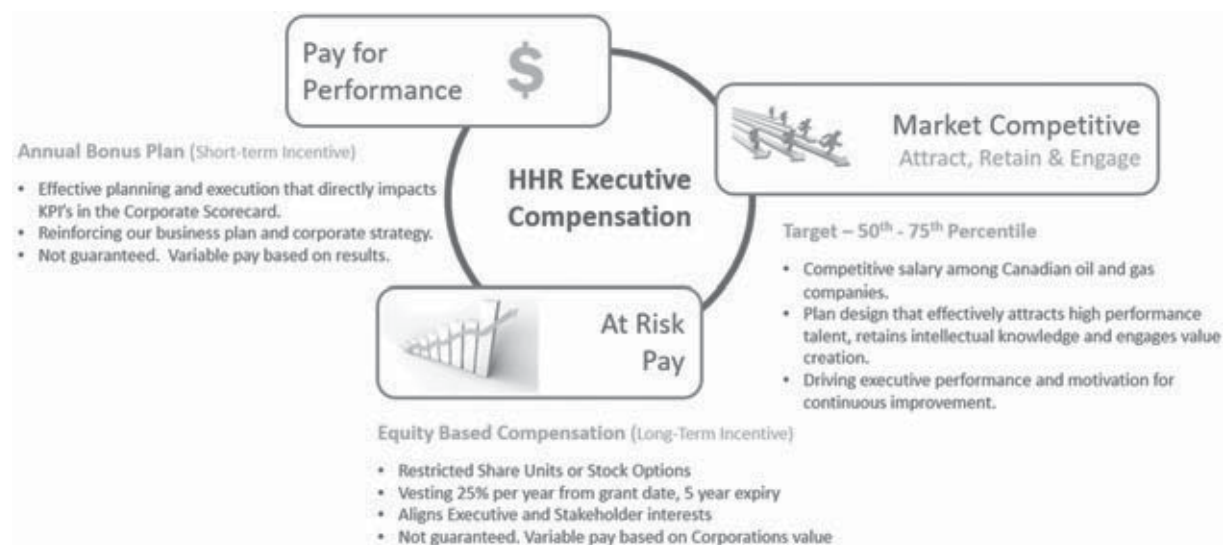 Pay for
Performance
$
Market Competitive
Attract, Retain & Engage
HHR Executive
Compensation
Annual Bonus Plan (Short-term Incentive)
• Effective planning and execution that directly impacts
KPI's in the Corporate Scorecard.
• Reinforcing our business plan and corporate strategy.
• Not guaranteed. Variable pay based on results.
Target – 50th - 75th Percentile
• Competitive salary among Canadian oil and gas
companies.
• Plan design that effectively attracts high performance
talent, retains intellectual knowledge and engages value
creation.
• Driving executive performance and motivation for
continuous improvement.
At Risk
Pay
Equity Based Compensation (Long-Term Incentive)
• Restricted Share Units or Stock Options
• Vesting 25% per year from grant date, 5 year expiry
• Aligns Executive and Stakeholder interests
• Not guaranteed. Variable pay based on Corporations value